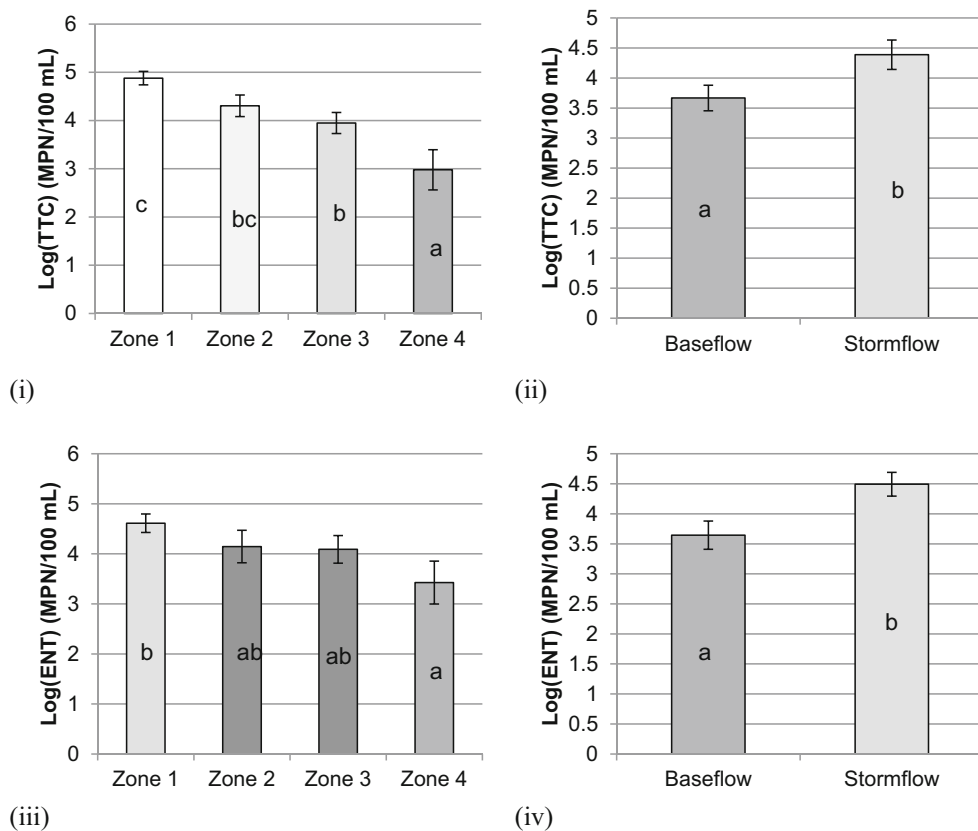 Log(TTC) (MPN/100 mL)
6
5
4
3
2
1
0
c
bc
b
a
Zone 1 Zone 2 Zone 3 Zone 4
(i)
Log(TTC) (MPN/100 mL)
5
4.5
4
3.5
3
2.5
2
1.5
1
0.5
0
a
b
Baseflow Stormflow
(ii)
Log(ENT) (MPN/100 mL)
6
5
4
3
2
1
0
b
ab
ab
a
Zone 1 Zone 2 Zone 3 Zone 4
(iii)
Log(ENT) (MPN/100 mL)
5
4.5
4
3.5
3
2.5
2
1.5
1
0.5
0
a
b
Baseflow Stormflow
(iv)